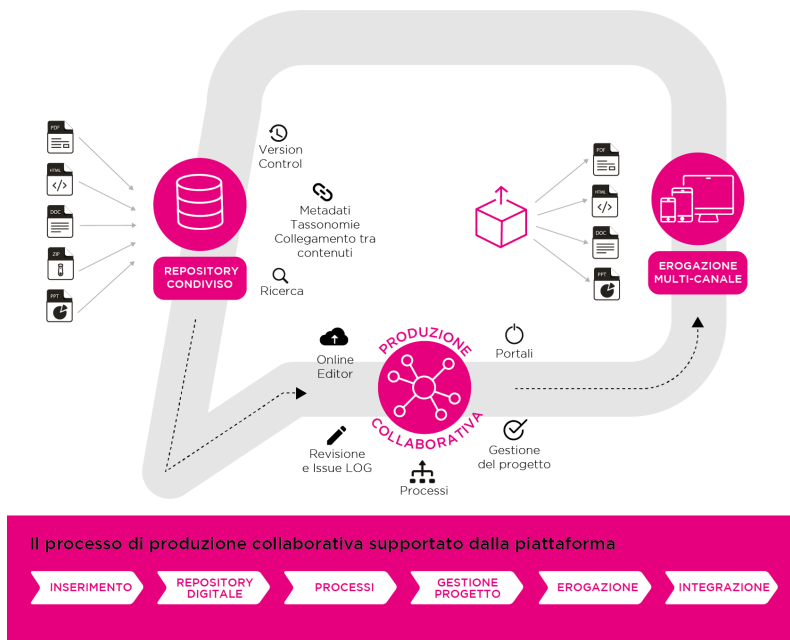 PDF
HTML
DOC
ZIP
PPT
REPOSITORY
CONDIVISO
Version
Control
Metadati
Tassonomie
Collegamento tra
contenuti
Ricerca
PDF
HTML
DOC
PPT
EROGAZIONE
MULTI-CANALE
Online
Editor
PRODUZIONE
COLLABORATIVA
Portali
Revisione
e Issue LOG
Processi
Gestione
del progetto
Il processo di produzione collaborativa supportato dalla piattaforma
INSERIMENTO
REPOSITORY
DIGITALE
PROCESSI
GESTIONE
PROGETTO
EROGAZIONE
INTEGRAZIONE